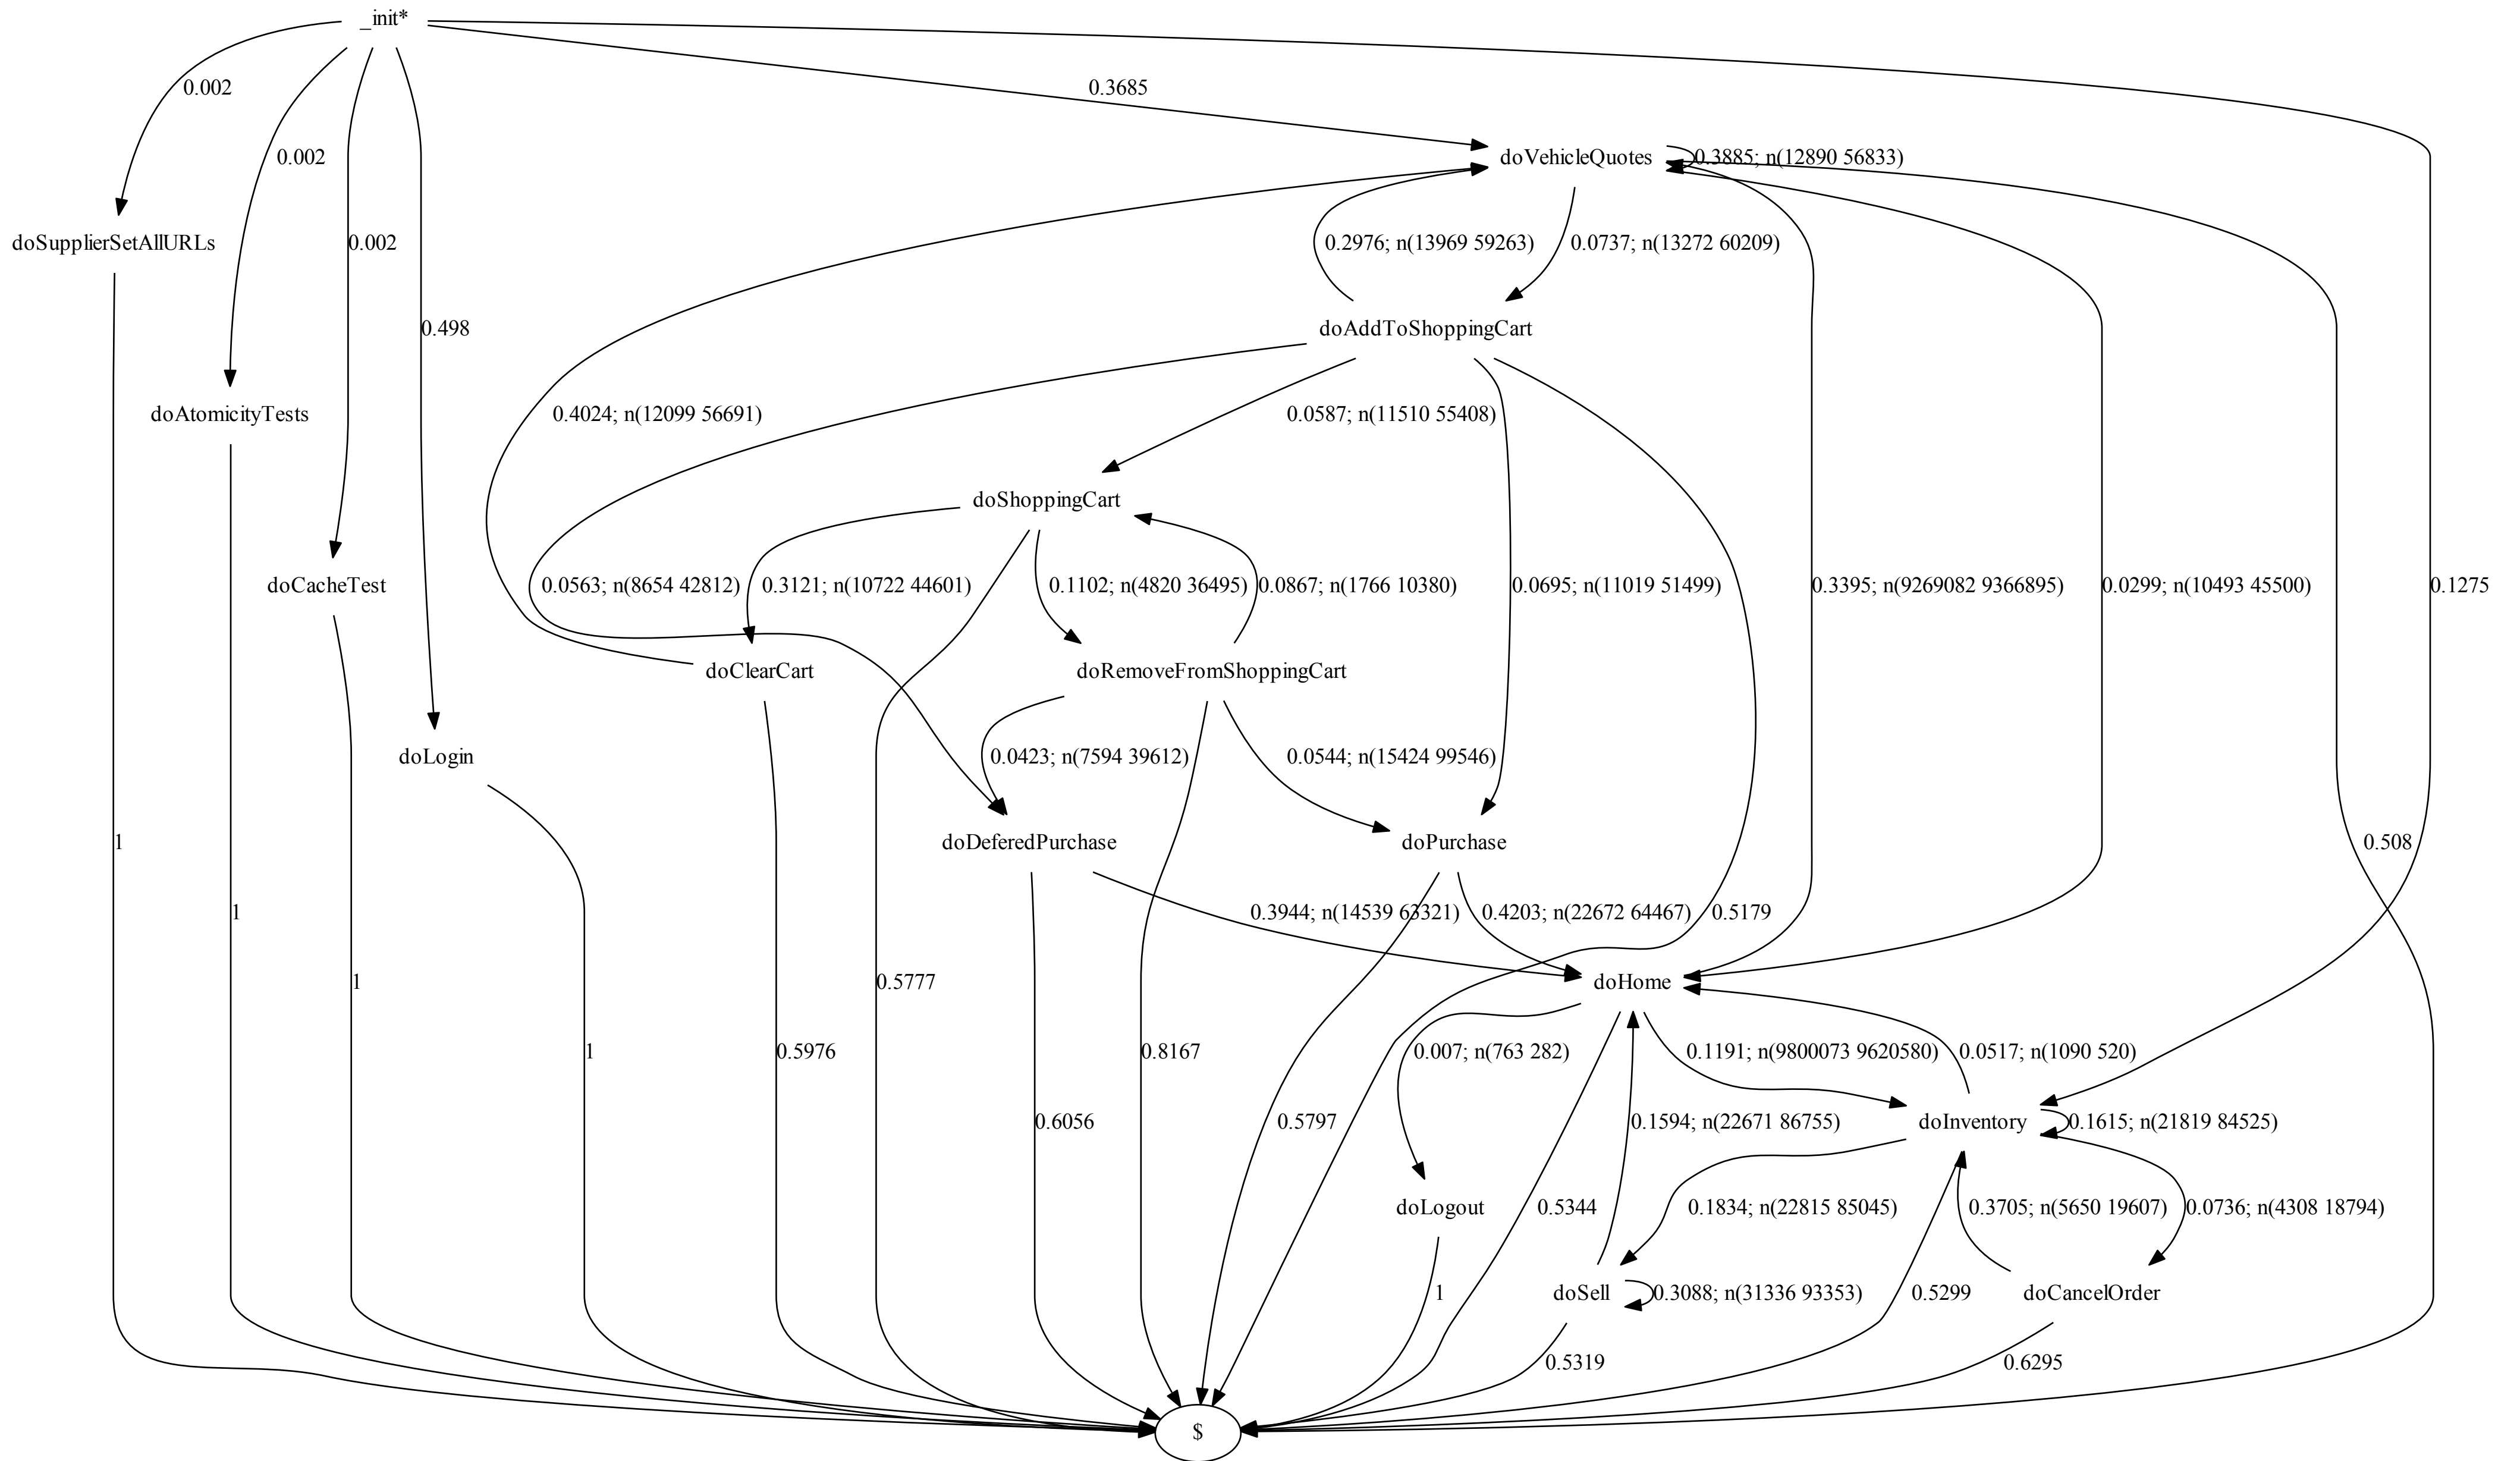 _init*
0.002
0.3685
0.002
doVehicleQuotes
0.3885; n(12890 56833)
doSupplierSetAllURLs
0.002
0.2976; n(13969 59263)
0.0737; n(13272 60209)
0.498
doAddToShoppingCart
doAtomicityTests
0.4024; n(12099 56691)
0.0587; n(11510 55408)
doShoppingCart
doCacheTest
0.0563; n(8654 42812)
0.3121; n(10722 44601)
0.1102; n(4820 36495)
0.0867; n(1766 10380)
0.0695; n(11019 51499)
0.3395; n(9269082 9366895)
0.0299; n(10493 45500)
0.1275
doClearCart
doRemoveFromShoppingCart
doLogin
0.0423; n(7594 39612)
0.0544; n(15424 99546)
1
doDeferedPurchase
doPurchase
0.508
1
0.3944; n(14539 63321)
0.4203; n(22672 64467)
0.5179
1
0.5777
doHome
1
0.5976
0.8167
0.007; n(763 282)
0.1191; n(9800073 9620580)
0.0517; n(1090 520)
0.6056
0.5797
0.1594; n(22671 86755)
doInventory
0.1615; n(21819 84525)
doLogout
0.5344
0.1834; n(22815 85045)
0.3705; n(5650 19607)
0.0736; n(4308 18794)
1
doSell
0.3088; n(31336 93353)
0.5299
doCancelOrder
0.5319
0.6295
$